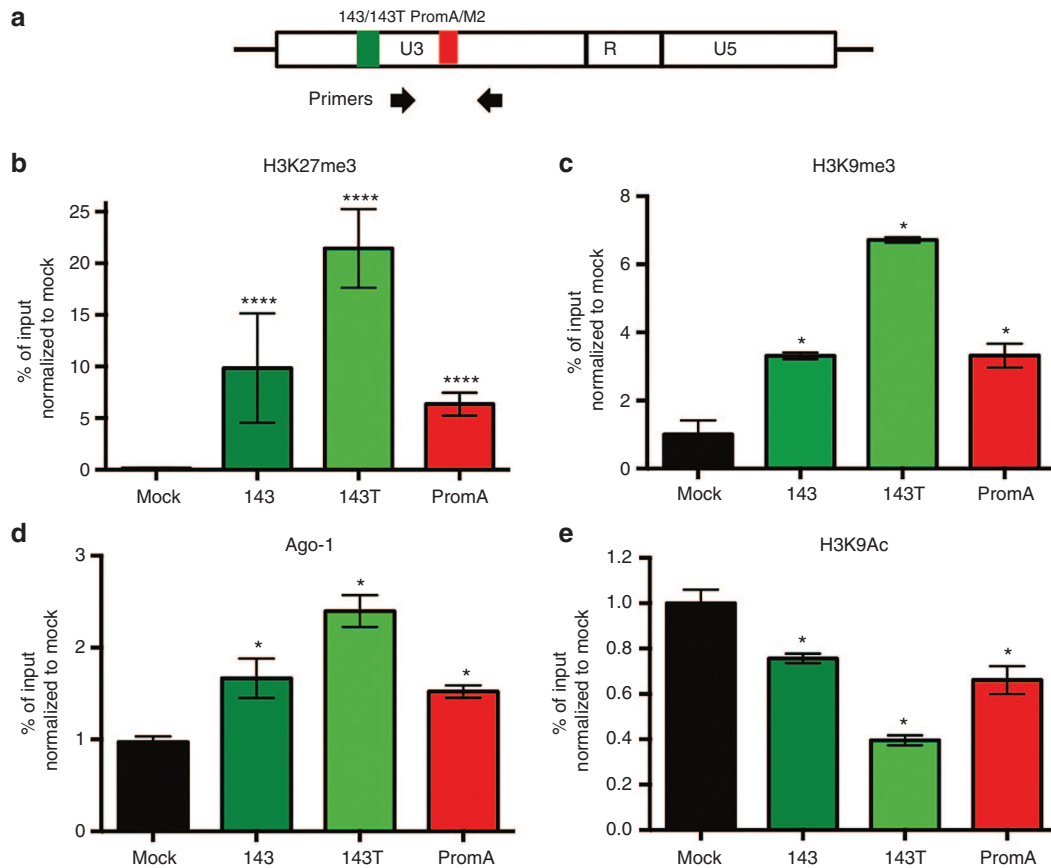 a
143/143T PromA/M2
U3
R
U5
Primers
b
H3K27me3
% of input
normalized to mock
25
20
15
10
5
0
****
****
****
Mock
143
143T
PromA
c
H3K9me3
% of input
normalized to mock
8
6
4
2
0
*
*
*
Mock
143
143T
PromA
d
Ago-1
% of input
normalized to mock
3
2
1
0
*
*
*
Mock
143
143T
PromA
e
H3K9Ac
% of input
normalized to mock
1.2
1.0
0.8
0.6
0.4
0.2
0.0
*
*
*
Mock
143
143T
PromA